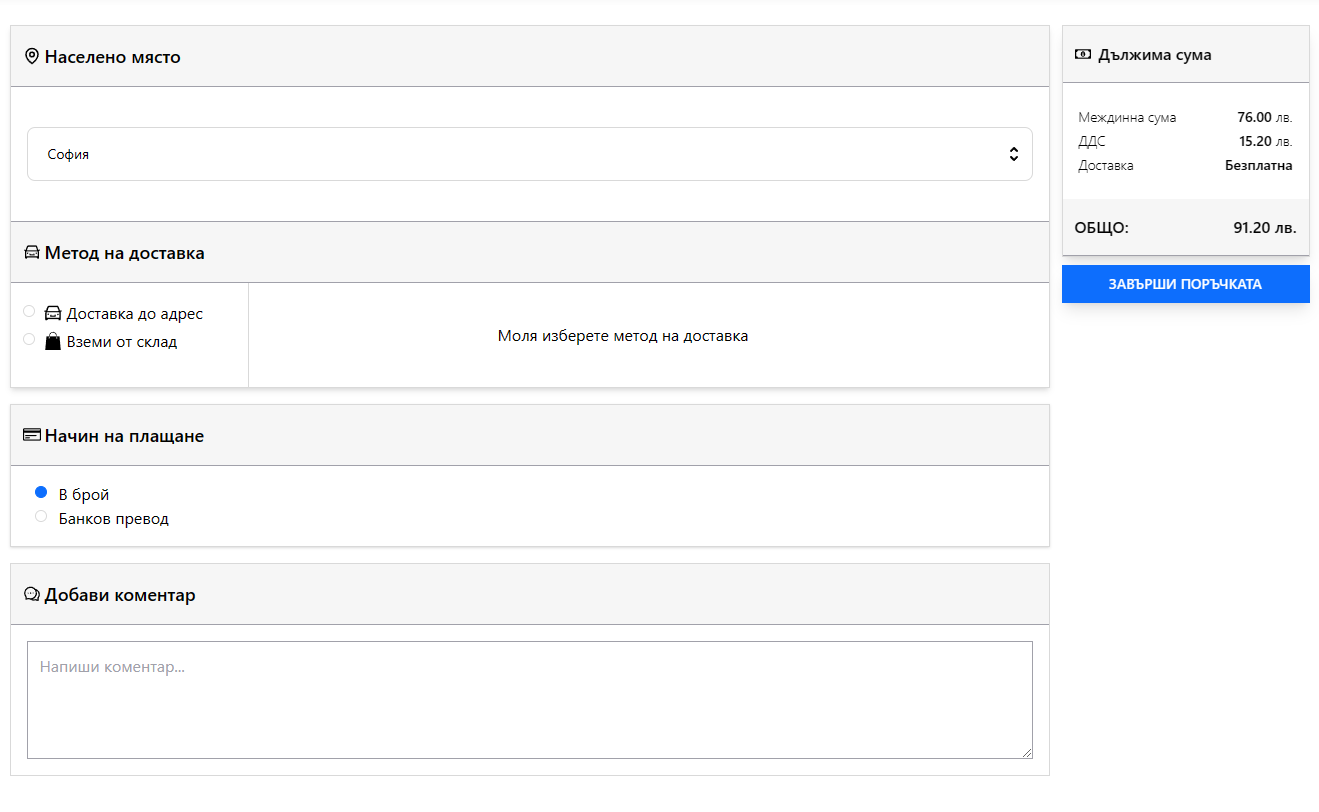 Населено място
София
Метод на доставка
Доставка до адрес
Вземи от склад
Моля изберете метод на доставка
Начин на плащане
В брой
Банков превод
Добави коментар
Напиши коментар...
Дължима сума
Междинна сума 76.00 лв.
ДДС 15.20 лв.
Доставка Безплатна
ОБЩО: 91.20 лв.
ЗАВЪРШИ ПОРЪЧКАТА